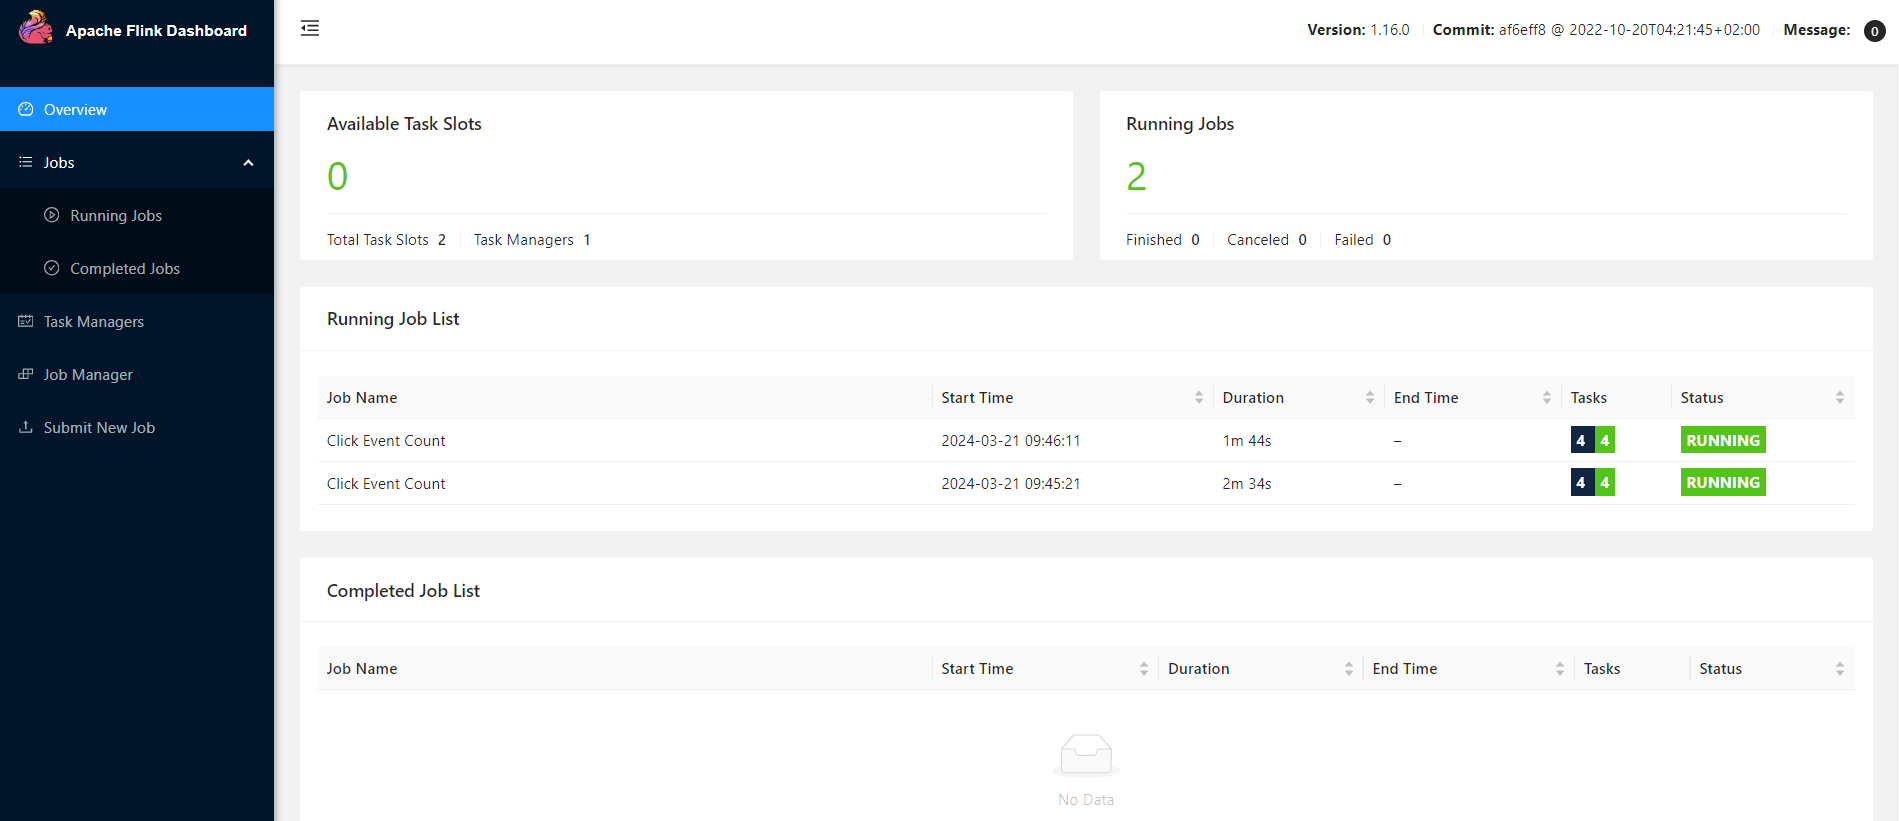 Apache Flink Dashboard
Version: 1.16.0 Commit: af6eff8 @ 2022-10-20T04:21:45+02:00 Message: 0
Overview
Jobs
Running Jobs
Completed Jobs
Task Managers
Job Manager
Submit New Job
Available Task Slots
0
Total Task Slots 2 Task Managers 1
Running Jobs
2
Finished 0 Canceled 0 Failed 0
Running Job List
Job Name Start Time Duration End Time Tasks Status
Click Event Count 2024-03-21 09:46:11 1m 44s – 4 4 RUNNING
Click Event Count 2024-03-21 09:45:21 2m 34s – 4 4 RUNNING
Completed Job List
Job Name Start Time Duration End Time Tasks Status
No Data